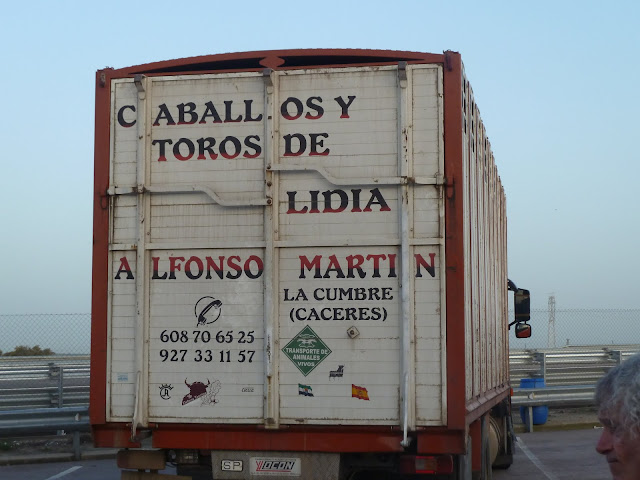 CABALLOS Y
TOROS DE
LIDIA
ALFONSO MARTIN
LA CUMBRE
(CACERES)
608 70 65 25
927 33 11 57
TRANSPORTE
DE ANIMALES
VIVOS
SP